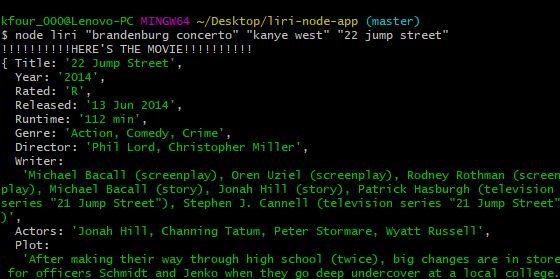 kfour_000@Lenovo-PC MINGW64 ~/Desktop/liri-node-app (master)
$ node liri "brandenburg concerto" "kanye west" "22 jump street"
!!!!!!!!!!HERE'S THE MOVIE!!!!!!!!!!
{ Title: '22 Jump Street',
  Year: '2014',
  Rated: 'R',
  Released: '13 Jun 2014',
  Runtime: '112 min',
  Genre: 'Action, Comedy, Crime',
  Director: 'Phil Lord, Christopher Miller',
  Writer:
   'Michael Bacall (screenplay), Oren Uziel (screenplay), Rodney Rothman (screen
play), Michael Bacall (story), Jonah Hill (story), Patrick Hasburgh (television
series "21 Jump Street"), Stephen J. Cannell (television series "21 Jump Street"
)',
  Actors: 'Jonah Hill, Channing Tatum, Peter Stormare, Wyatt Russell',
  Plot:
   'After making their way through high school (twice), big changes are in store
 for officers Schmidt and Jenko when they go deep undercover at a local college.